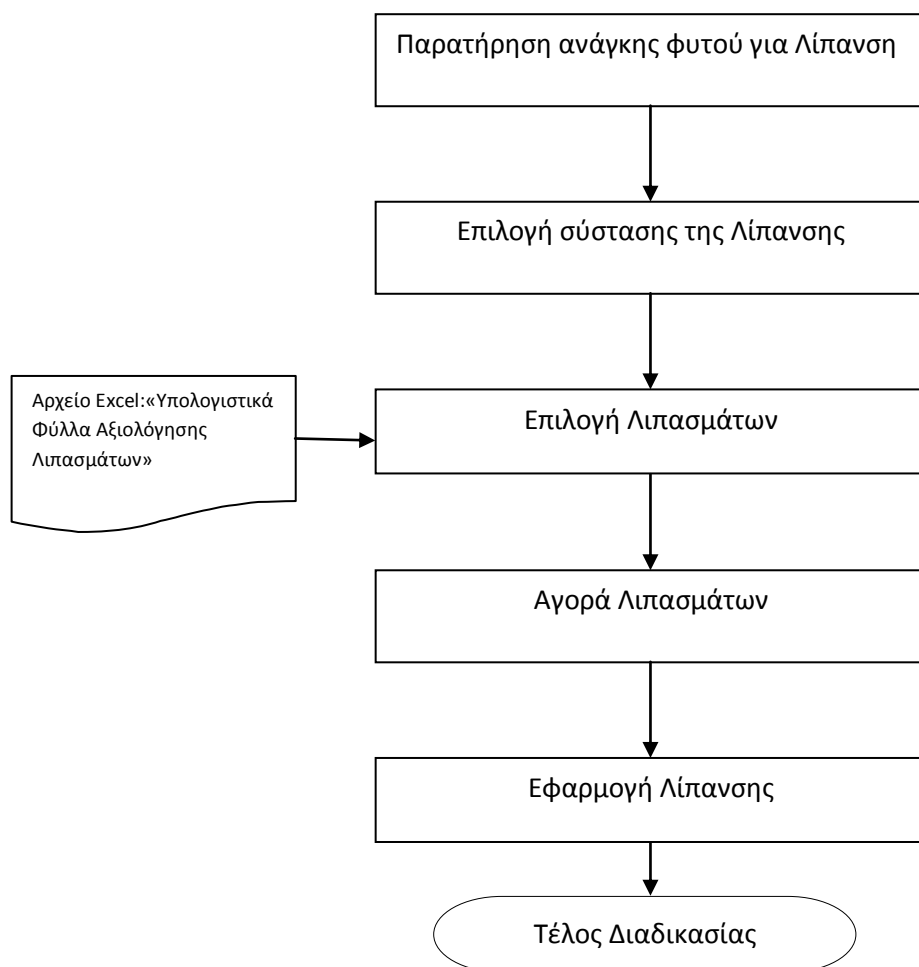 Παρατήρηση ανάγκης φυτού για Λίπανση
Επιλογή σύστασης της Λίπανσης
Αρχείο Excel:«Υπολογιστικά
Φύλλα Αξιολόγησης
Λιπασμάτων»
Επιλογή Λιπασμάτων
Αγορά Λιπασμάτων
Εφαρμογή Λίπανσης
Τέλος Διαδικασίας